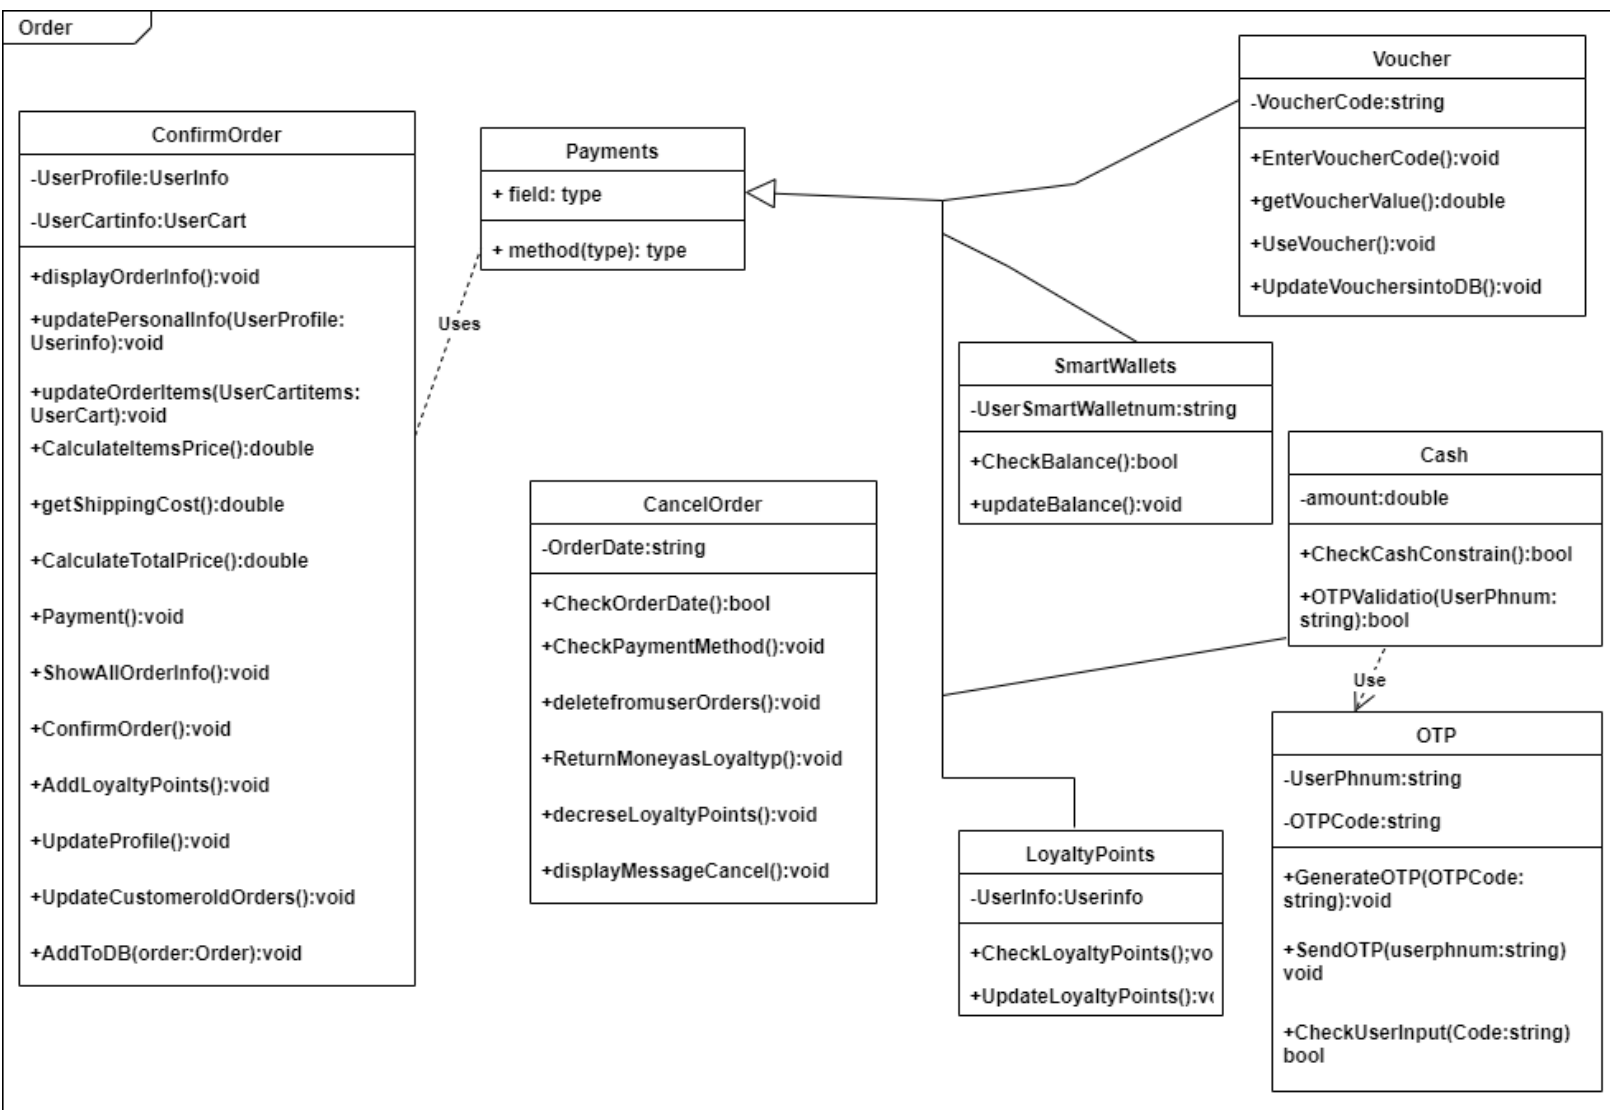 Order
ConfirmOrder
-UserProfile:UserInfo
-UserCartinfo:UserCart
+displayOrderInfo():void
+updatePersonalInfo(UserProfile:
Userinfo):void
+updateOrderItems(UserCartitems:
UserCart):void
+CalculateItemsPrice():double
+getShippingCost():double
+CalculateTotalPrice():double
+Payment():void
+ShowAllOrderInfo():void
+ConfirmOrder():void
+AddLoyaltyPoints():void
+UpdateProfile():void
+UpdateCustomeroldOrders():void
+AddToDB(order:Order):void
Uses
Payments
+ field: type
+ method(type): type
CancelOrder
-OrderDate:string
+CheckOrderDate():bool
+CheckPaymentMethod():void
+deletefromuserOrders():void
+ReturnMoneyasLoyaltyp():void
+decreseLoyaltyPoints():void
+displayMessageCancel():void
Voucher
-VoucherCode:string
+EnterVoucherCode():void
+getVoucherValue():double
+UseVoucher():void
+UpdateVouchersintoDB():void
SmartWallets
-UserSmartWalletnum:string
+CheckBalance():bool
+updateBalance():void
Cash
-amount:double
+CheckCashConstrain():bool
+OTPValidatio(UserPhnum:
string):bool
Use
LoyaltyPoints
-UserInfo:Userinfo
+CheckLoyaltyPoints();vo
+UpdateLoyaltyPoints():v
OTP
-UserPhnum:string
-OTPCode:string
+GenerateOTP(OTPCode:
string):void
+SendOTP(userphnum:string)
void
+CheckUserInput(Code:string)
bool